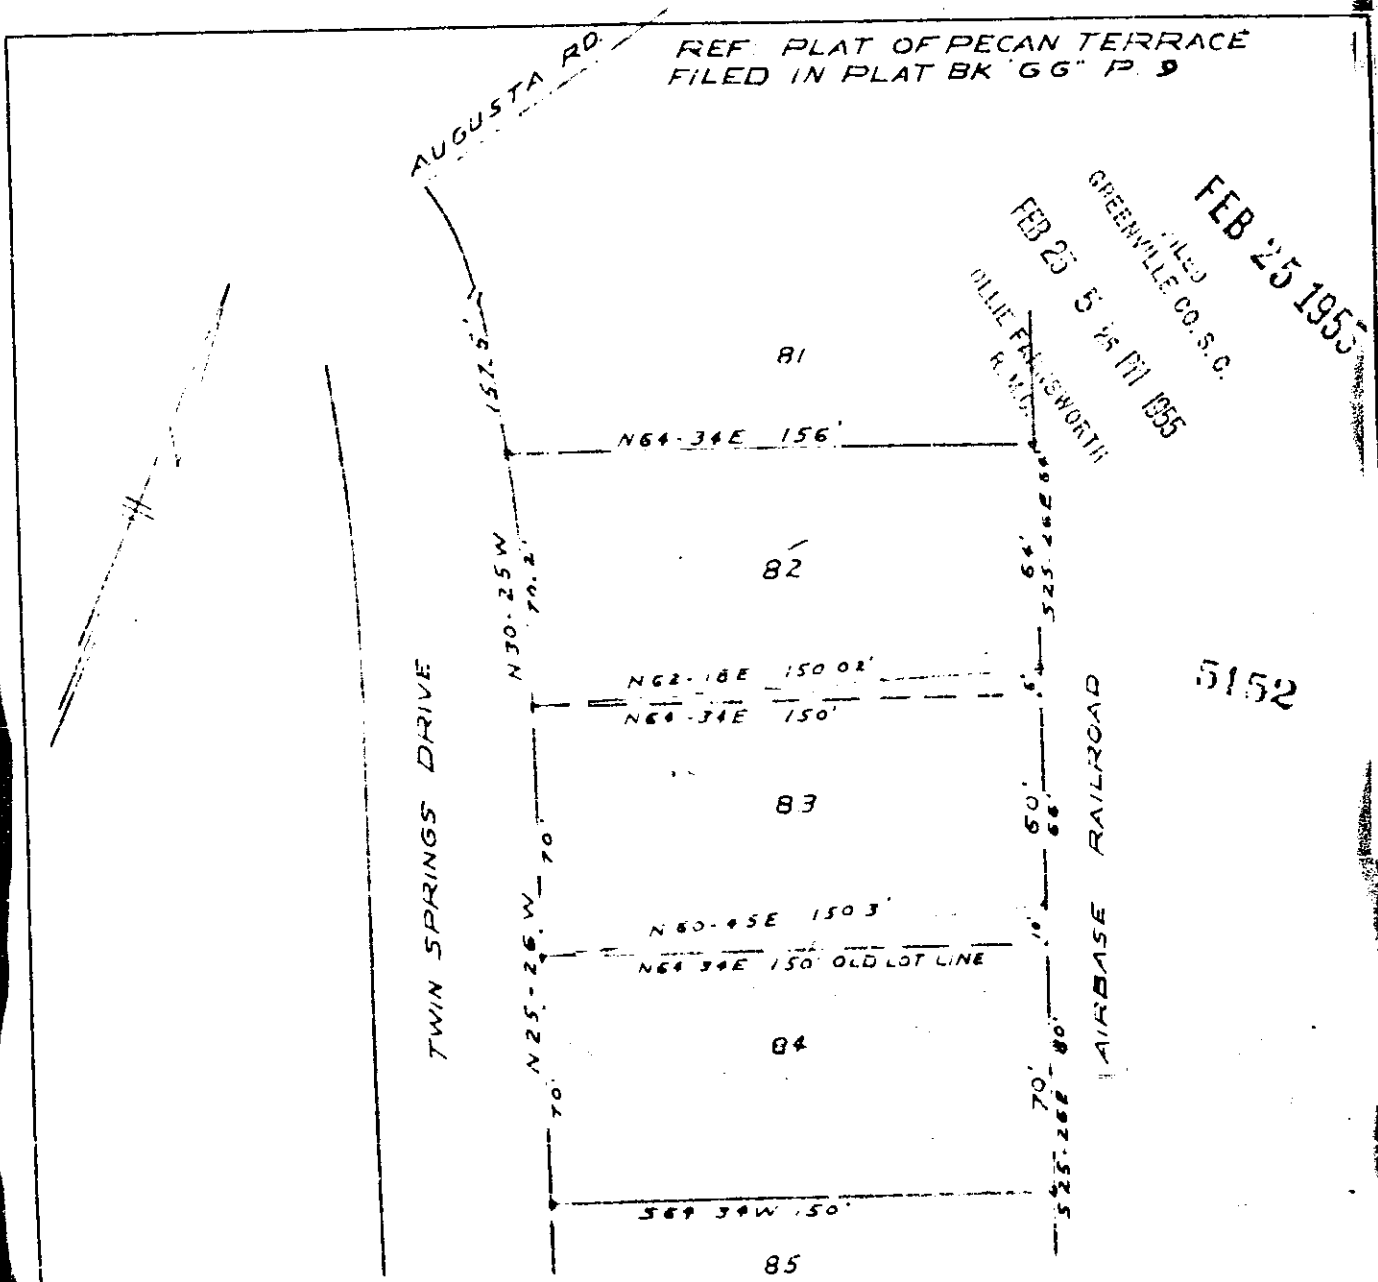 REF: PLAT OF PECAN TERRACE
FILED IN PLAT BK "GG" P. 9
AUGUSTA RD.
FEB 25 1955
FILED
GREENVILLE CO. S. C.
FEB 25 5 26 PM 1955
OLLIE FARNSWORTH
R. M. C.
157.5'
81
N64-34E 156'
82
N30-25W
70.2'
64'
S25-26E 64'
N62-18E 150.02'
N64-34E 150'
6'
5152
TWIN SPRINGS DRIVE
AIRBASE RAILROAD
83
70'
60'
66'
N60-45E 150.3'
N64 34E 150' OLD LOT LINE
10'
N25-26W
84
70'
70'
S25-26E - 80'
S64 34W 150'
85